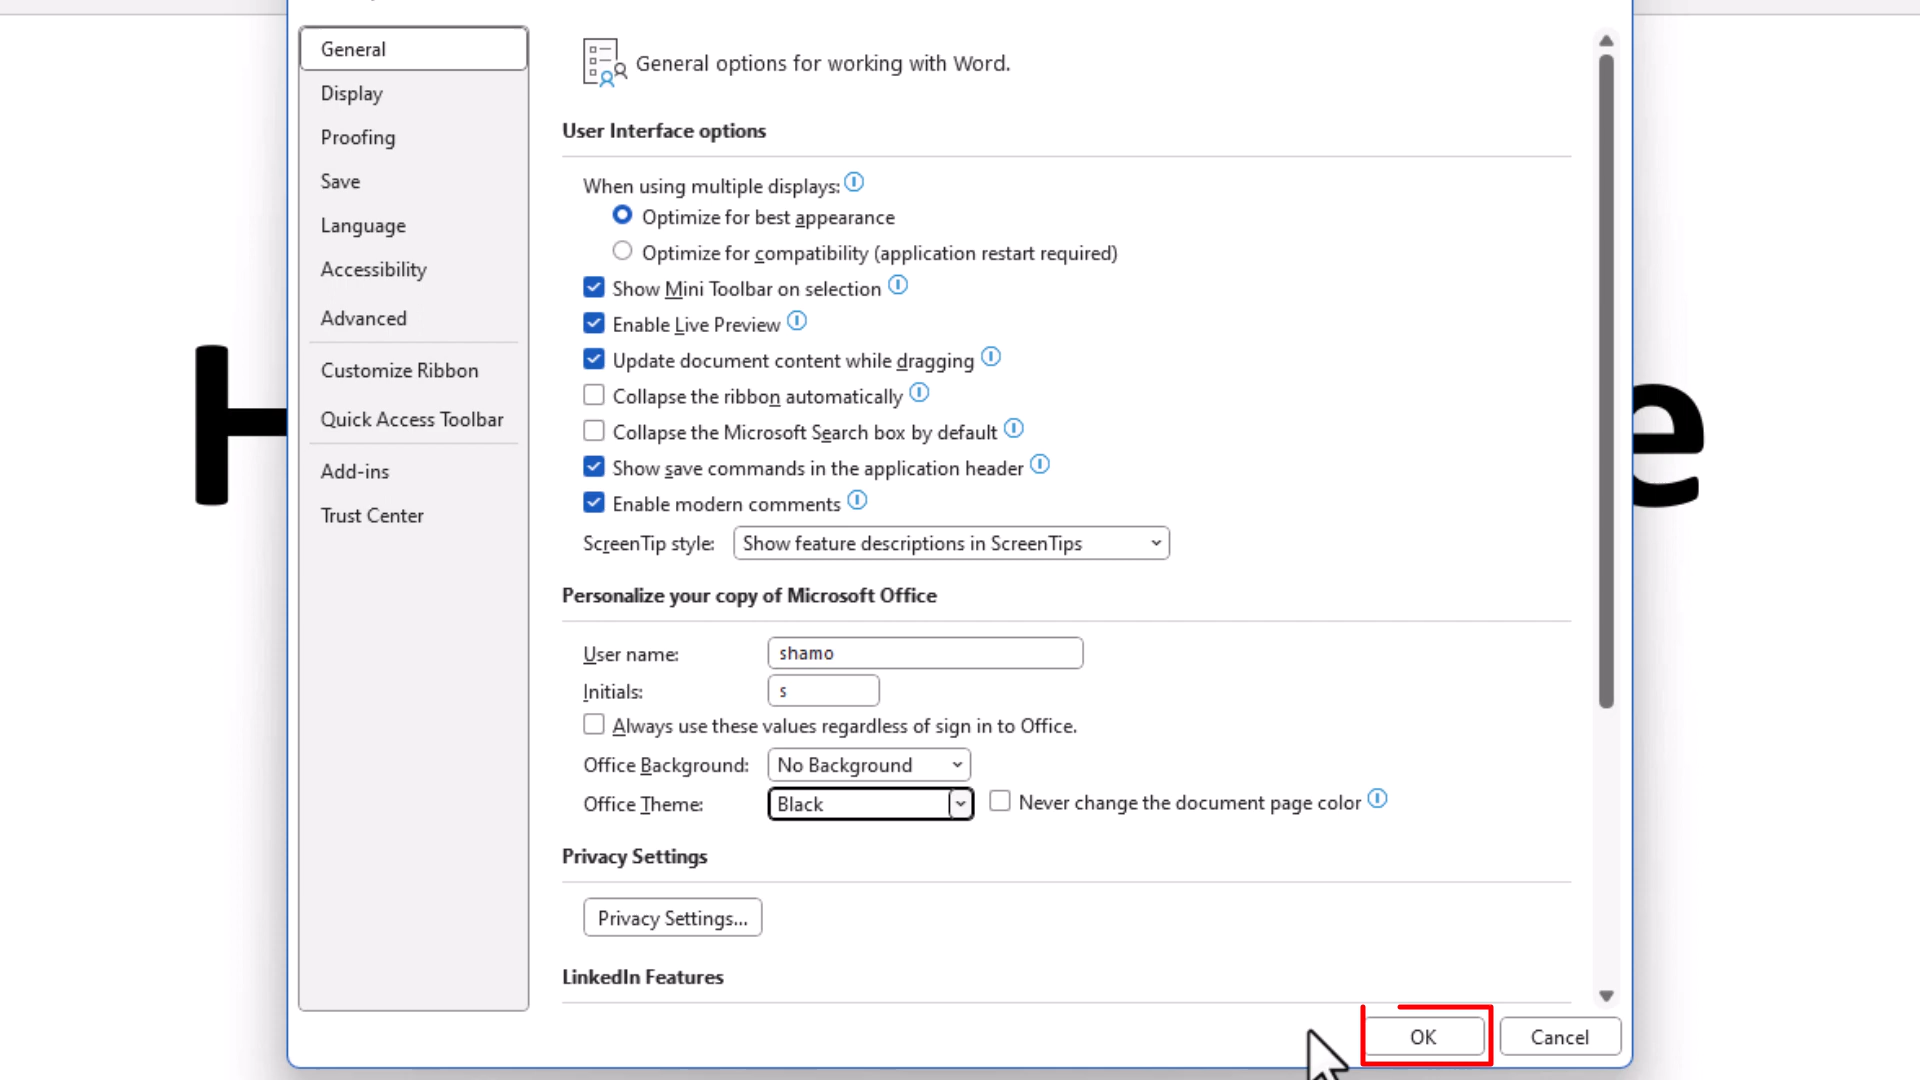 General
Display
Proofing
Save
Language
Accessibility
Advanced
Customize Ribbon
Quick Access Toolbar
Add-ins
Trust Center
General options for working with Word.
User Interface options
When using multiple displays:
Optimize for best appearance
Optimize for compatibility (application restart required)
Show Mini Toolbar on selection
Enable Live Preview
Update document content while dragging
Collapse the ribbon automatically
Collapse the Microsoft Search box by default
Show save commands in the application header
Enable modern comments
ScreenTip style: Show feature descriptions in ScreenTips
Personalize your copy of Microsoft Office
User name: shamo
Initials: s
Always use these values regardless of sign in to Office.
Office Background: No Background
Office Theme: Black Never change the document page color
Privacy Settings
Privacy Settings...
LinkedIn Features
OK Cancel
H
e